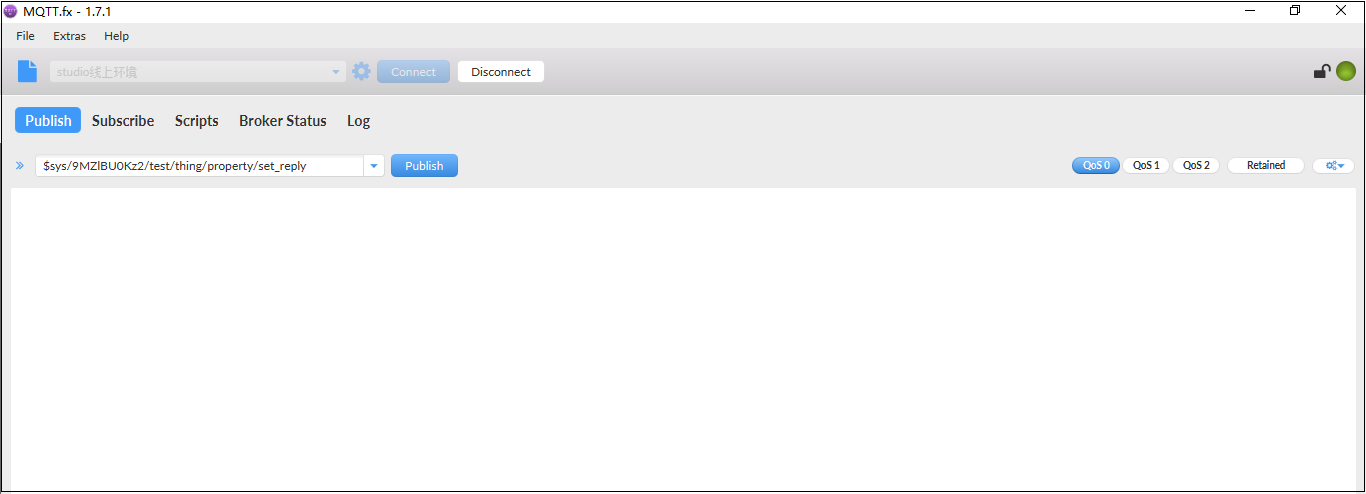 MQTT.fx - 1.7.1
File Extras Help
studio线上环境 Connect Disconnect
Publish Subscribe Scripts Broker Status Log
$sys/9MZlBU0Kz2/test/thing/property/set_reply Publish QoS 0 QoS 1 QoS 2 Retained